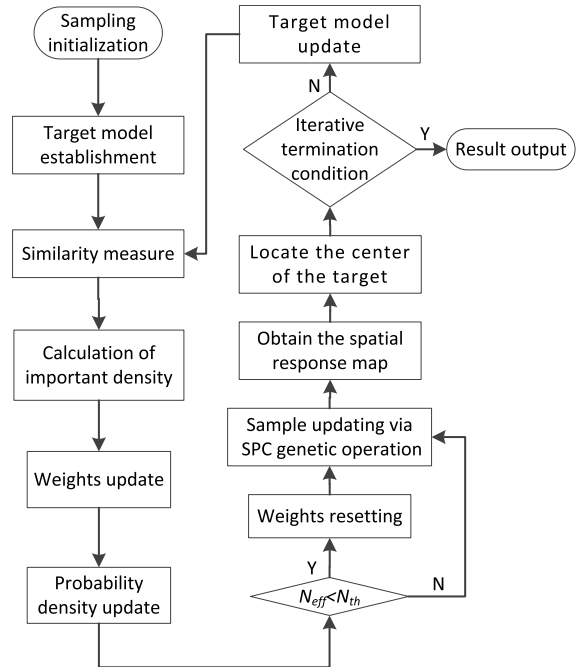 Sampling
initialization
Target model
establishment
Similarity measure
Calculation of
important density
Weights update
Probability
density update
N_eff<N_th
Y
N
Weights resetting
Sample updating via
SPC genetic operation
Obtain the spatial
response map
Locate the center
of the target
Iterative
termination
condition
N
Y
Target model
update
Result output